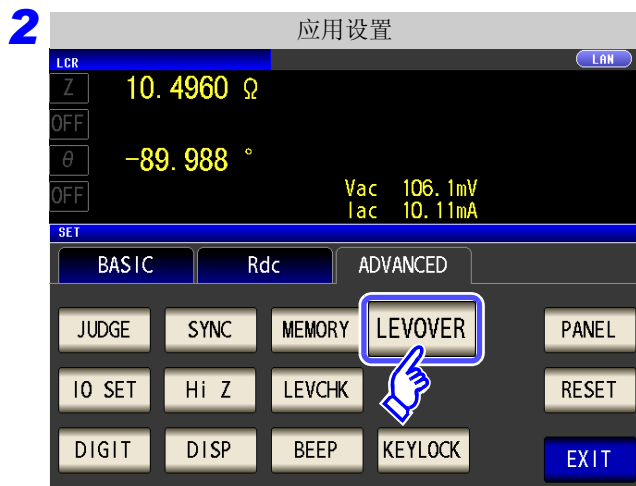 2
应用设置
LCR LAN
Z 10.4960 Ω
OFF
θ -89.988 °
OFF
Vac 106.1mV
Iac 10.11mA
SET
BASIC Rdc ADVANCED
JUDGE SYNC MEMORY LEVOVER PANEL
IO SET Hi Z LEVCHK RESET
DIGIT DISP BEEP KEYLOCK EXIT